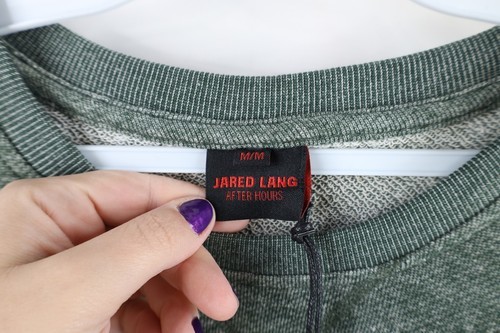 M/M
JARED LANG
AFTER HOURS